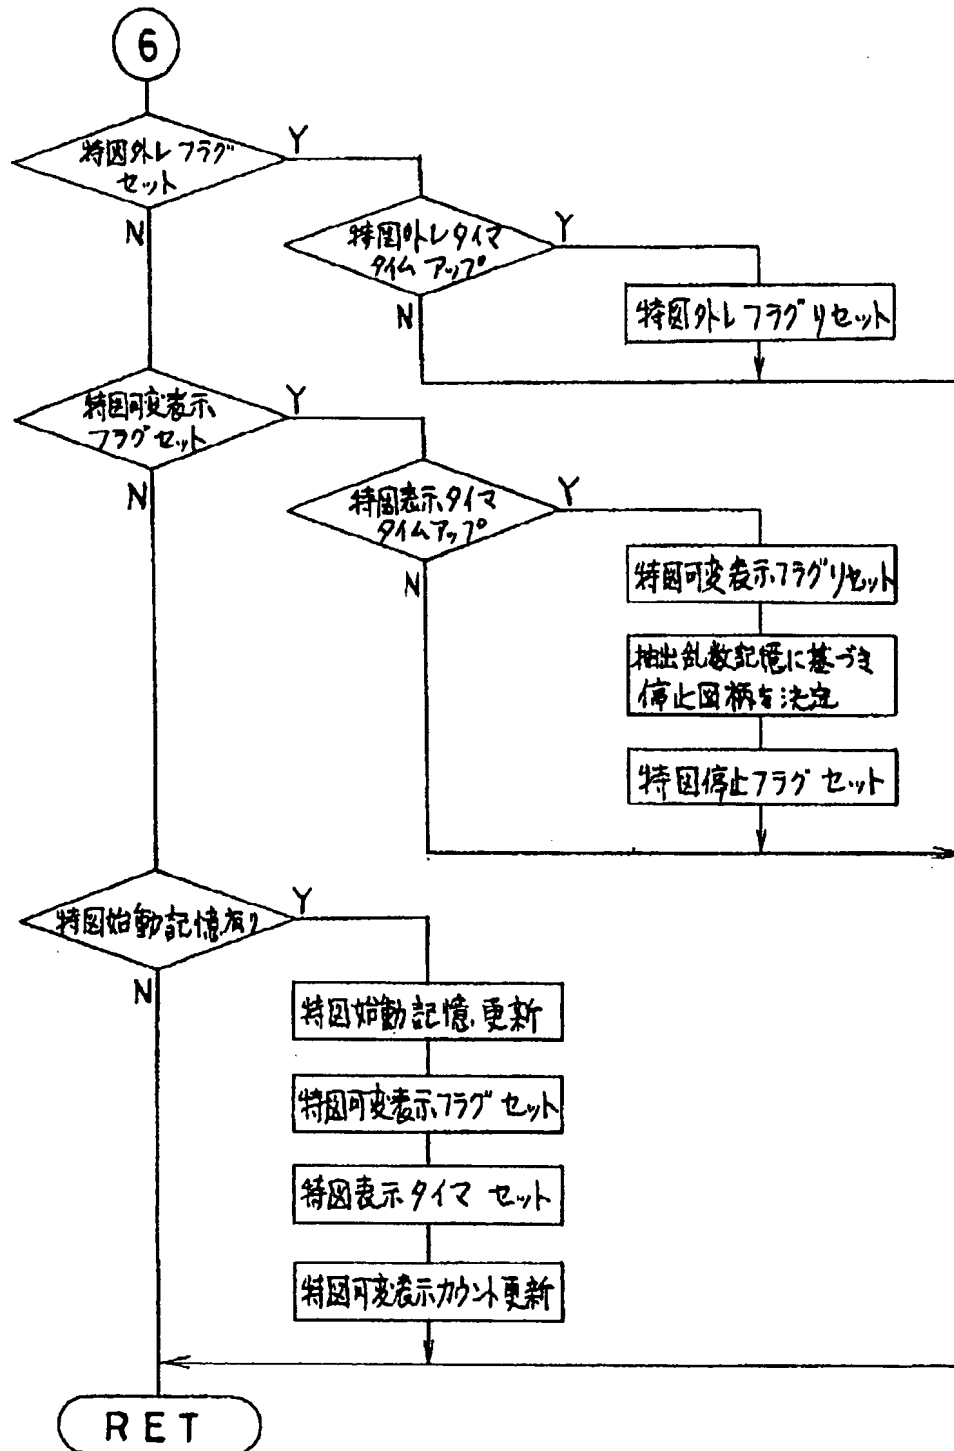 6
特図外レフラグ
セット
Y
N
特図外レタイマ
タイムアップ
Y
N
特図外レフラグリセット
特図可変表示
フラグセット
Y
N
特図表示タイマ
タイムアップ
Y
N
特図可変表示フラグリセット
抽出乱数記憶に基づき
停止図柄を決定
特図停止フラグ セット
特図始動記憶有り
Y
N
特図始動記憶更新
特図可変表示フラグ セット
特図表示タイマ セット
特図可変表示カウント更新
RET